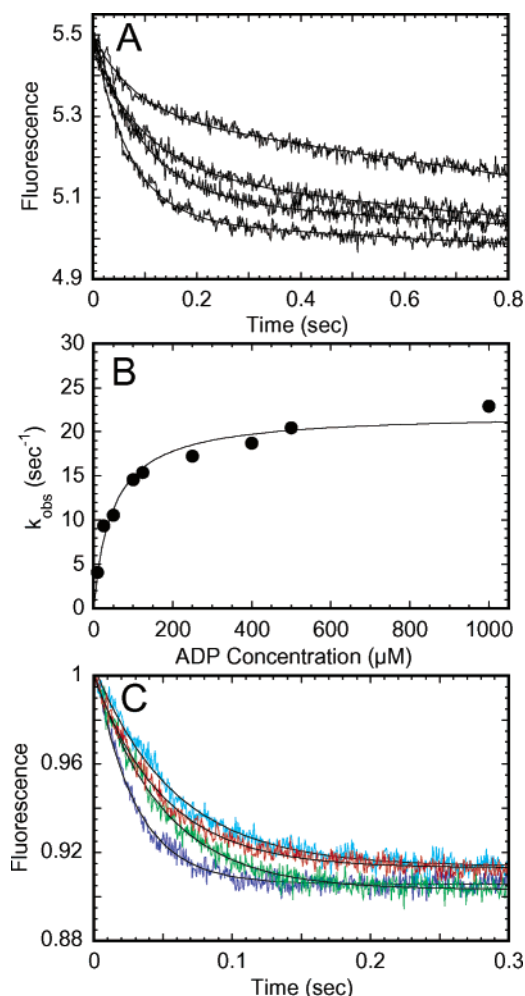 A
5.5
5.3
5.1
4.9
Fluorescence
0 0.2 0.4 0.6 0.8
Time (sec)
B
30
25
20
15
10
5
0
k_obs (sec⁻¹)
0 200 400 600 800 1000
ADP Concentration (µM)
C
1
0.96
0.92
0.88
Fluorescence
0 0.1 0.2 0.3
Time (sec)